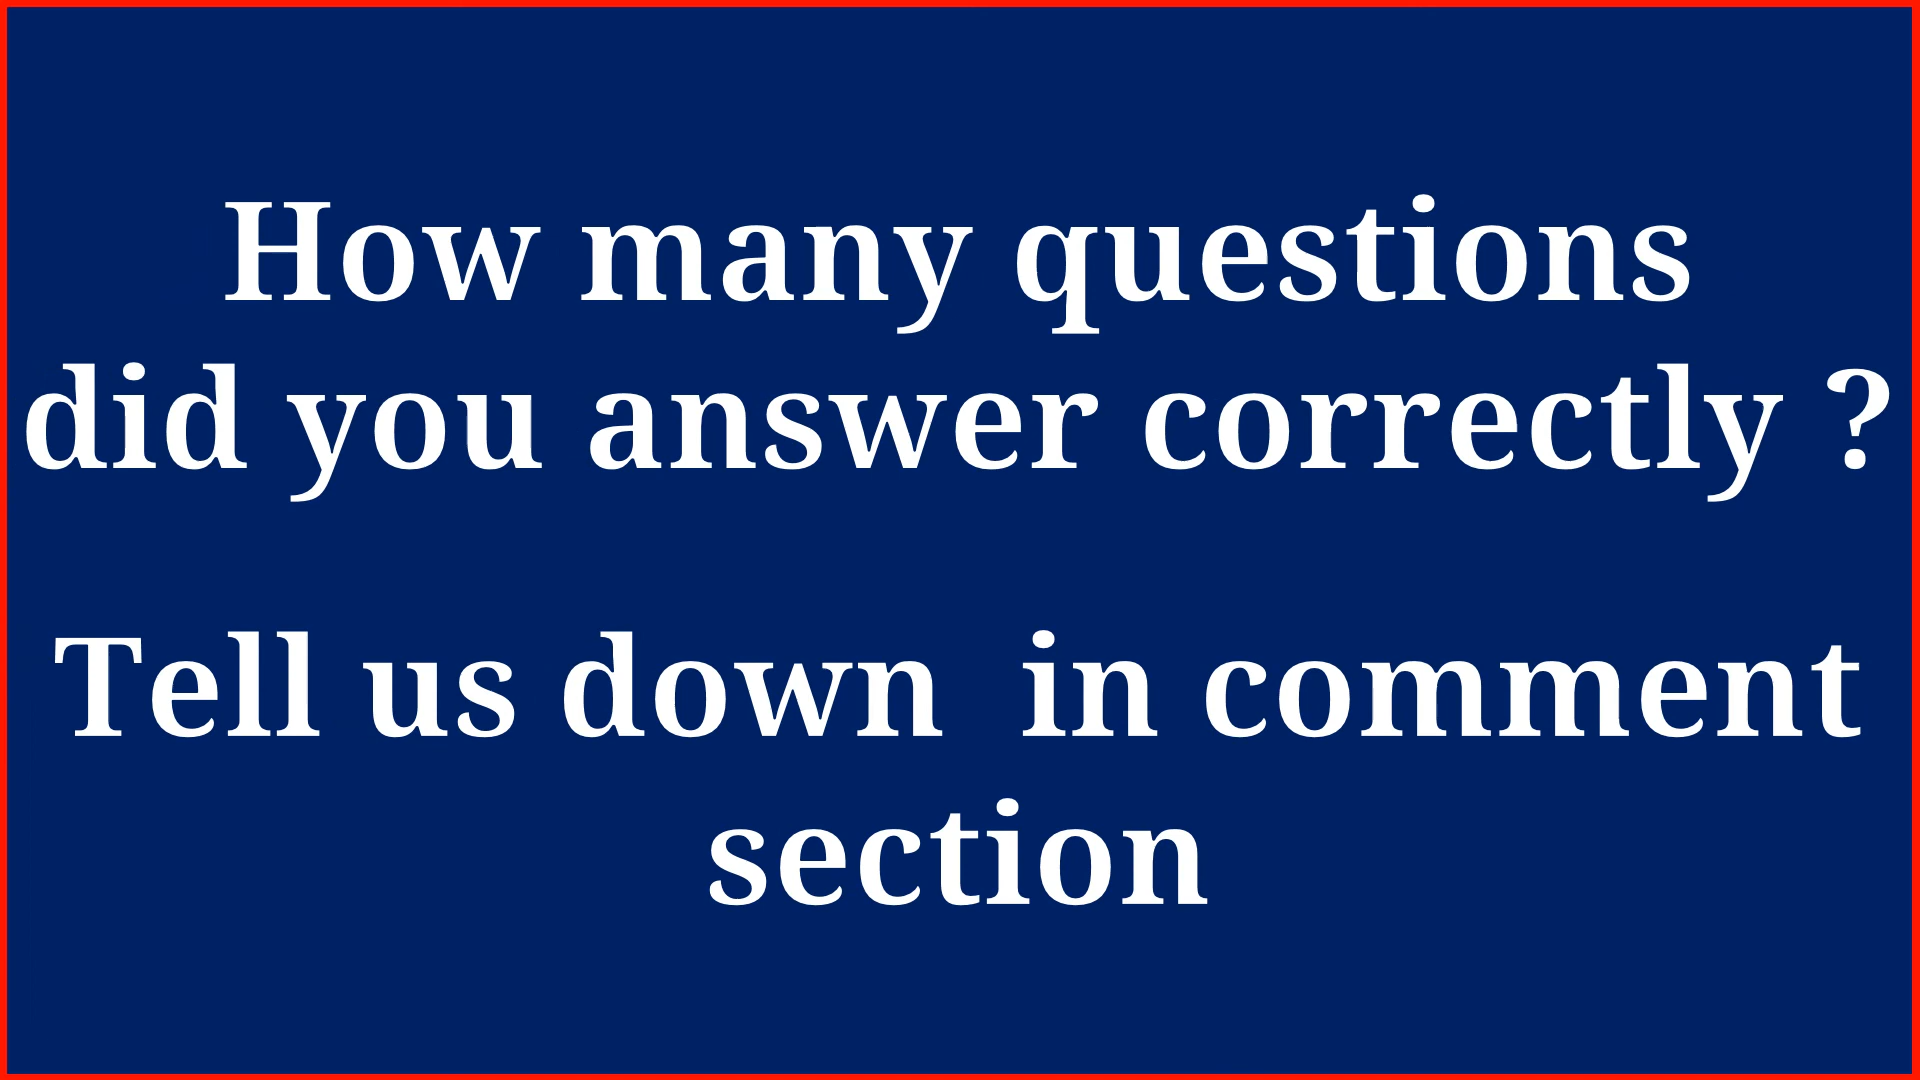 How many questions
did you answer correctly ?
Tell us down  in comment
section